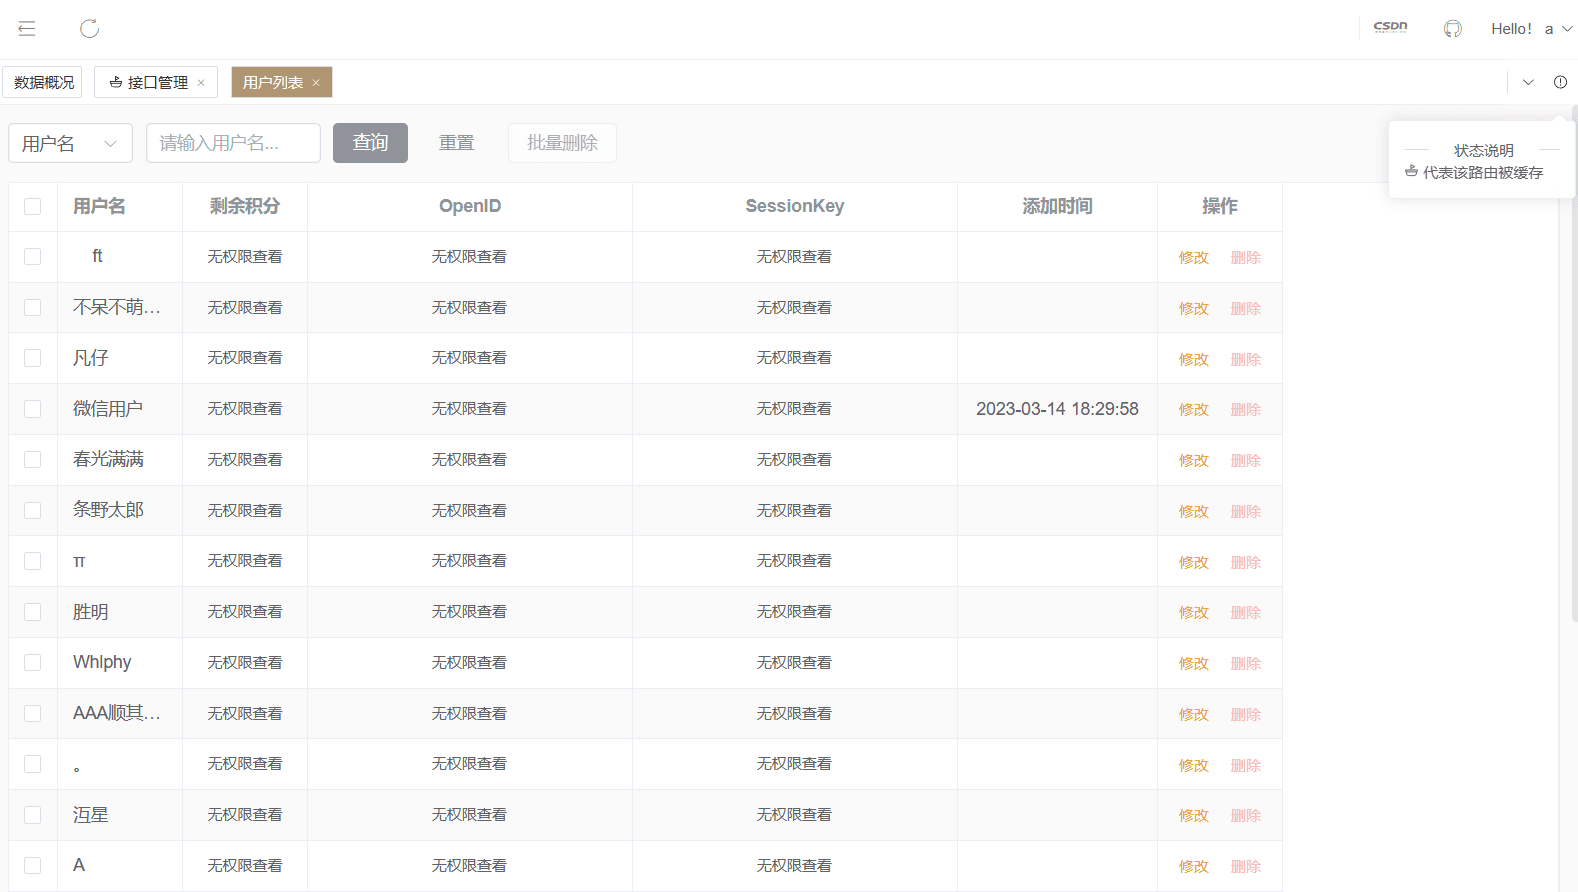 CSDN
Hello! a
数据概况
接口管理 ×
用户列表 ×
用户名
请输入用户名...
查询
重置
批量删除
状态说明
代表该路由被缓存
用户名 剩余积分 OpenID SessionKey 添加时间 操作
ft 无权限查看 无权限查看 无权限查看 修改 删除
不呆不萌... 无权限查看 无权限查看 无权限查看 修改 删除
凡仔 无权限查看 无权限查看 无权限查看 修改 删除
微信用户 无权限查看 无权限查看 无权限查看 2023-03-14 18:29:58 修改 删除
春光满满 无权限查看 无权限查看 无权限查看 修改 删除
条野太郎 无权限查看 无权限查看 无权限查看 修改 删除
π 无权限查看 无权限查看 无权限查看 修改 删除
胜明 无权限查看 无权限查看 无权限查看 修改 删除
Whlphy 无权限查看 无权限查看 无权限查看 修改 删除
AAA顺其... 无权限查看 无权限查看 无权限查看 修改 删除
。 无权限查看 无权限查看 无权限查看 修改 删除
沍星 无权限查看 无权限查看 无权限查看 修改 删除
A 无权限查看 无权限查看 无权限查看 修改 删除